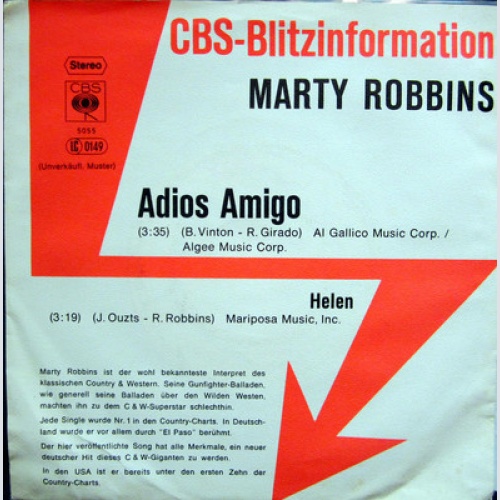 CBS-Blitzinformation
Stereo
MARTY ROBBINS
CBS
5055
LC 0149
(Unverkäufl. Muster)
Adios Amigo
(3:35) (B. Vinton - R. Girado) Al Gallico Music Corp. /
Algee Music Corp.
Helen
(3:19) (J. Ouzts - R. Robbins) Mariposa Music, Inc.
Marty Robbins ist der wohl bekannteste Interpret des
klassischen Country & Western. Seine Gunfighter-Balladen,
wie generell seine Balladen über den Wilden Westen,
machten ihn zu dem C & W-Superstar schlechthin.
Jede Single wurde Nr. 1 in den Country-Charts. In Deutsch-
land wurde er vor allem durch "El Paso" berühmt.
Der hier veröffentlichte Song hat alle Merkmale, ein neuer
deutscher Hit dieses C & W-Giganten zu werden.
In den USA ist er bereits unter den ersten Zehn der
Country-Charts.